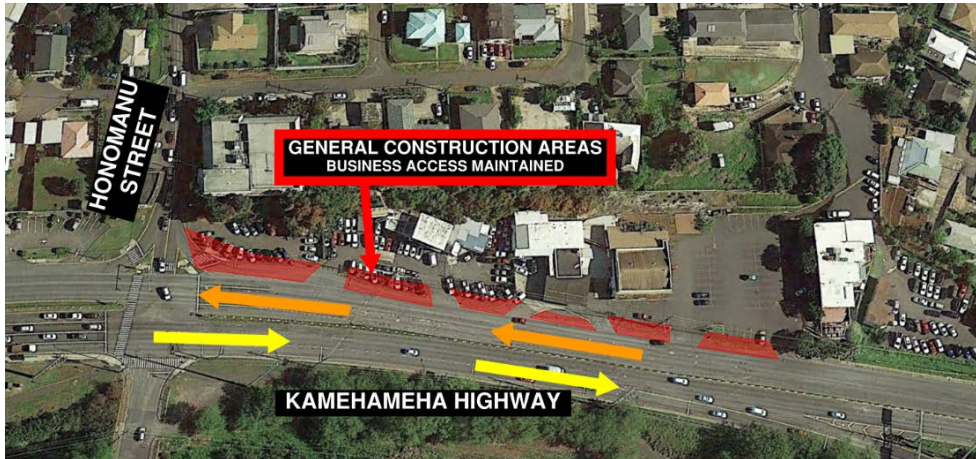 HONOMANU
STREET
GENERAL CONSTRUCTION AREAS
BUSINESS ACCESS MAINTAINED
KAMEHAMEHA HIGHWAY